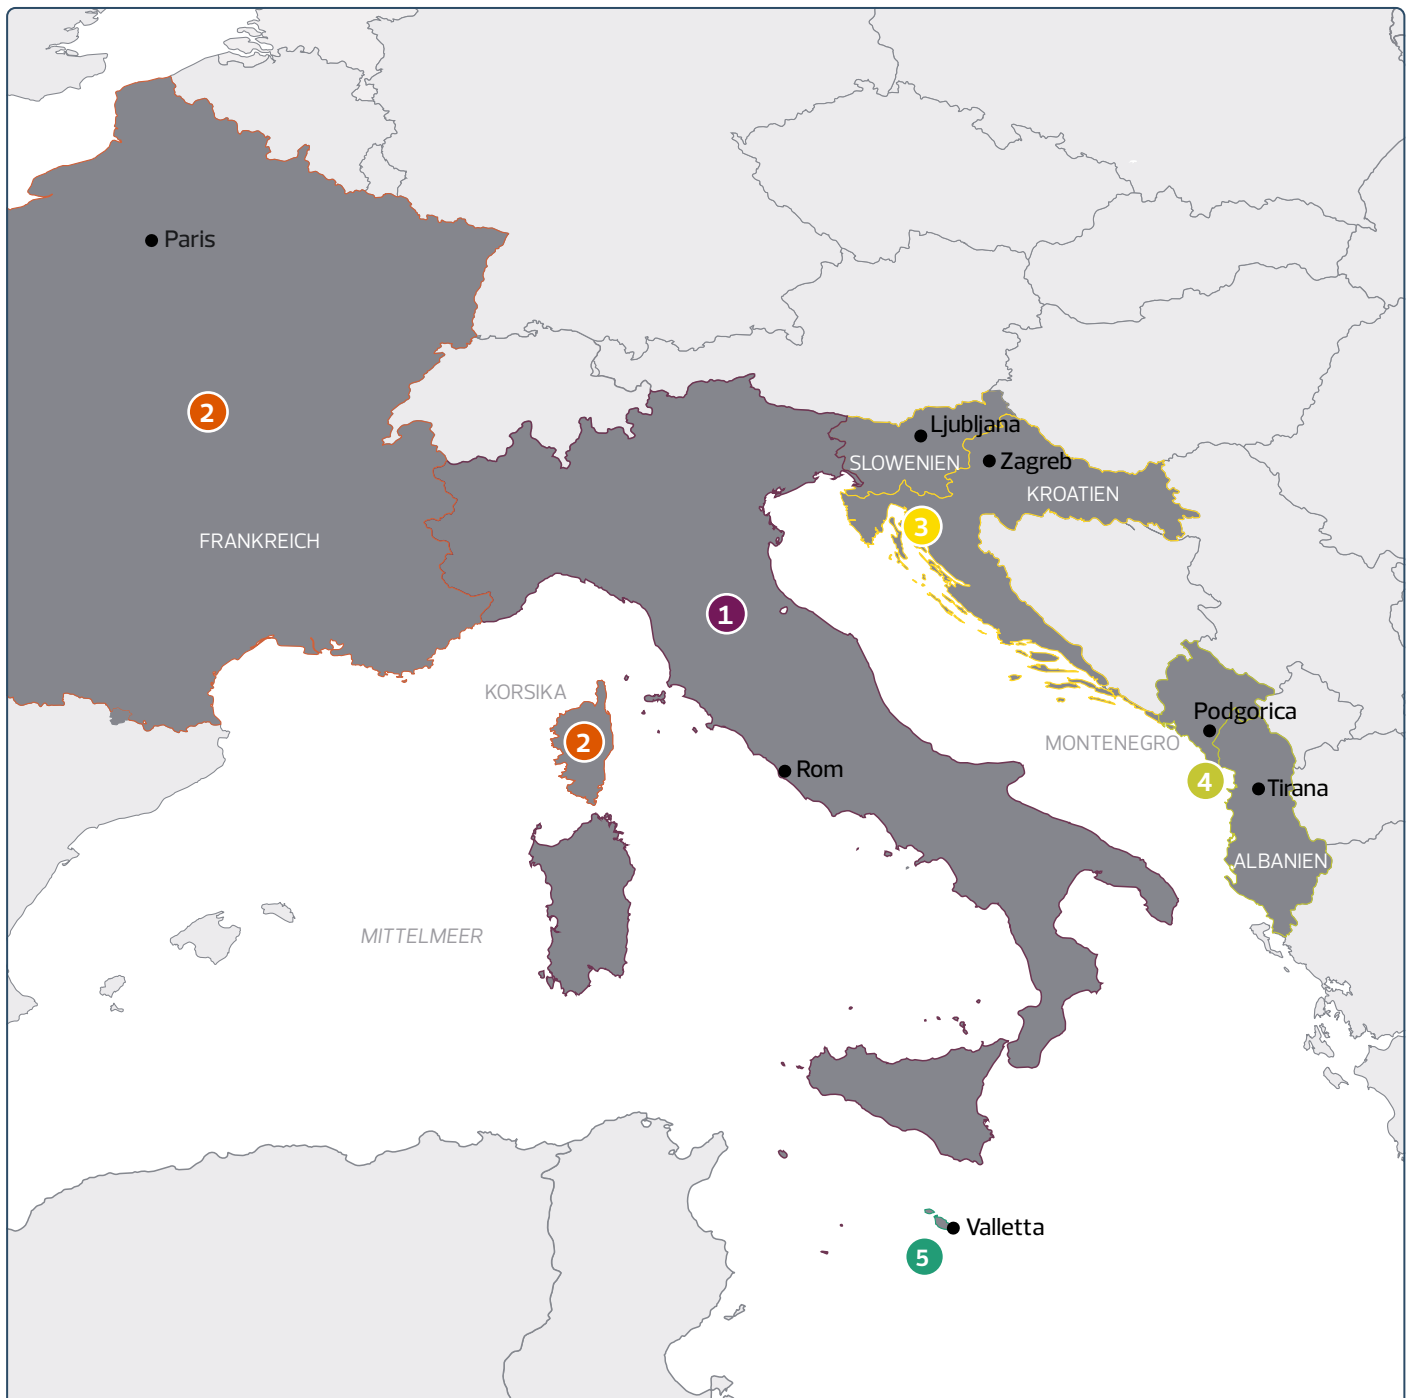 Paris
2
Ljubljana
SLOWENIEN
Zagreb
KROATIEN
3
FRANKREICH
1
KORSIKA
2
Podgorica
MONTENEGRO
Rom
4
Tirana
ALBANIEN
MITTELMEER
Valletta
5